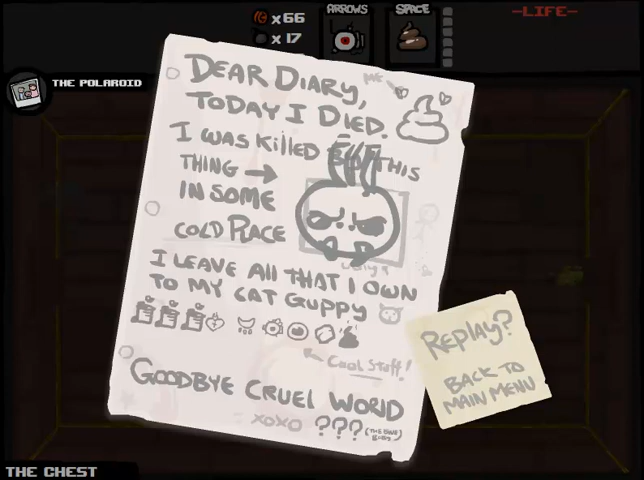 x66
x17
ARROWS
SPACE
-LIFE-
THE POLAROID
DEAR DIARY,
TODAY I DIED.
ME
I WAS KILLED BY THIS
THING →
IN SOME
COLD PLACE
UGLY
I LEAVE ALL THAT I OWN
TO MY CAT GUPPY
COOL STUFF!
GOODBYE CRUEL WORLD
XOXO ???
REPLAY?
BACK TO
MAIN MENU
THE CHEST